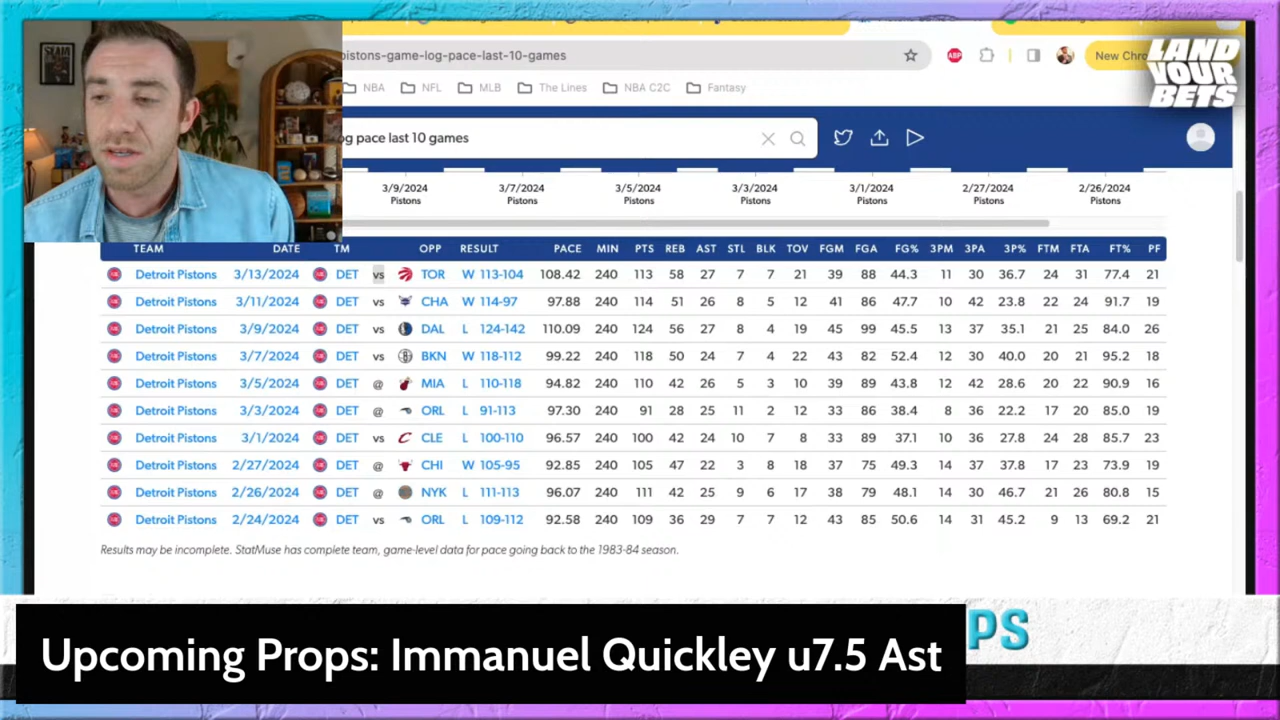 pistons-game-log-pace-last-10-games
ABP
New Chro
LAND YOUR BETS
NBA
NFL
MLB
The Lines
NBA C2C
Fantasy
og pace last 10 games
3/9/2024 3/7/2024 3/5/2024 3/3/2024 3/1/2024 2/27/2024 2/26/2024
Pistons Pistons Pistons Pistons Pistons Pistons Pistons
TEAM DATE TM OPP RESULT PACE MIN PTS REB AST STL BLK TOV FGM FGA FG% 3PM 3PA 3P% FTM FTA FT% PF
Detroit Pistons 3/13/2024 DET vs TOR W 113-104 108.42 240 113 58 27 7 7 21 39 88 44.3 11 30 36.7 24 31 77.4 21
Detroit Pistons 3/11/2024 DET vs CHA W 114-97 97.88 240 114 51 26 8 5 12 41 86 47.7 10 42 23.8 22 24 91.7 19
Detroit Pistons 3/9/2024 DET vs DAL L 124-142 110.09 240 124 56 27 8 4 19 45 99 45.5 13 37 35.1 21 25 84.0 26
Detroit Pistons 3/7/2024 DET vs BKN W 118-112 99.22 240 118 50 24 7 4 22 43 82 52.4 12 30 40.0 20 21 95.2 18
Detroit Pistons 3/5/2024 DET @ MIA L 110-118 94.82 240 110 42 26 5 3 10 39 89 43.8 12 42 28.6 20 22 90.9 16
Detroit Pistons 3/3/2024 DET @ ORL L 91-113 97.30 240 91 28 25 11 2 12 33 86 38.4 8 36 22.2 17 20 85.0 19
Detroit Pistons 3/1/2024 DET vs CLE L 100-110 96.57 240 100 42 24 10 7 8 33 89 37.1 10 36 27.8 24 28 85.7 23
Detroit Pistons 2/27/2024 DET @ CHI W 105-95 92.85 240 105 47 22 3 8 18 37 75 49.3 14 37 37.8 17 23 73.9 19
Detroit Pistons 2/26/2024 DET @ NYK L 111-113 96.07 240 111 42 25 9 6 17 38 79 48.1 14 30 46.7 21 26 80.8 15
Detroit Pistons 2/24/2024 DET vs ORL L 109-112 92.58 240 109 36 29 7 7 12 43 85 50.6 14 31 45.2 9 13 69.2 21
Results may be incomplete. StatMuse has complete team, game-level data for pace going back to the 1983-84 season.
PS
Upcoming Props: Immanuel Quickley u7.5 Ast